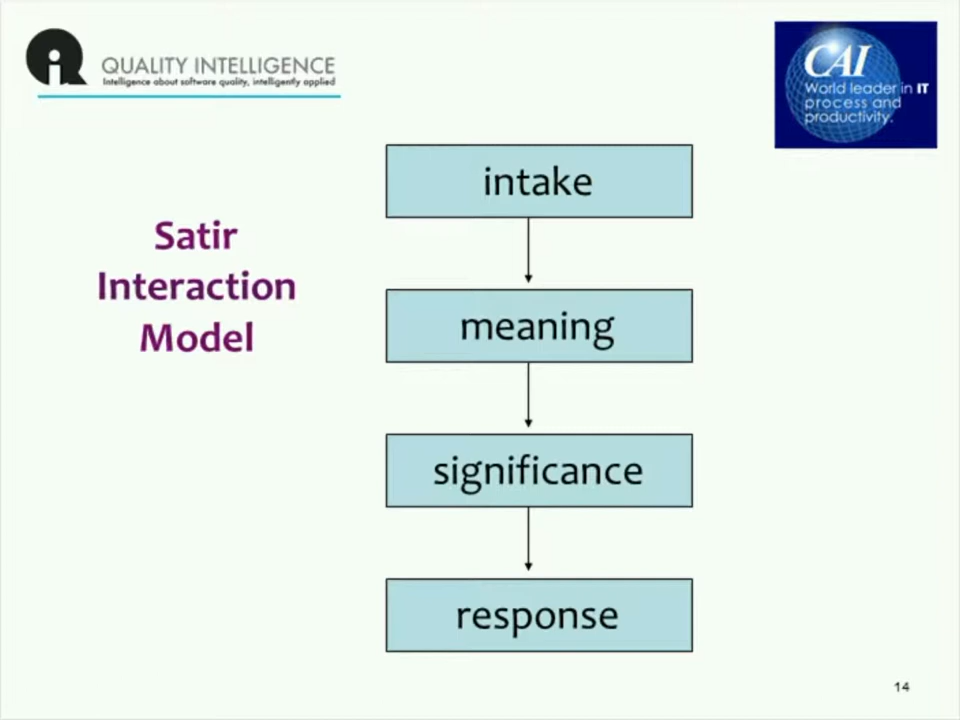 QUALITY INTELLIGENCE
Intelligence about software quality, intelligently applied
CAI
World leader in IT
process and
productivity.
Satir
Interaction
Model
intake
meaning
significance
response
14